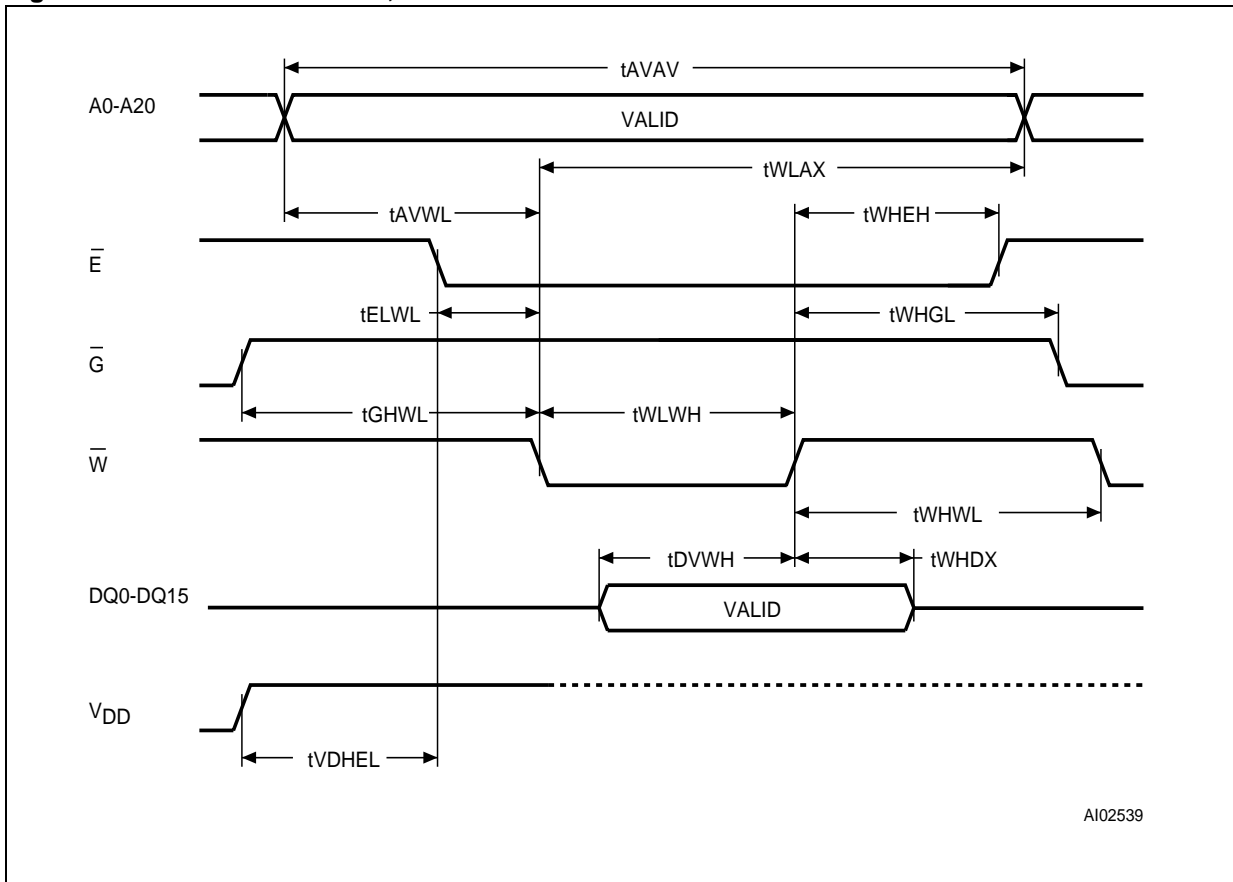 tAVAV
A0-A20
VALID
tWLAX
tAVWL
tWHEH
E
tELWL
tWHGL
G
tGHWL
tWLWH
W
tWHWL
tDVWH
tWHDX
DQ0-DQ15
VALID
VDD
tVDHEL
AI02539